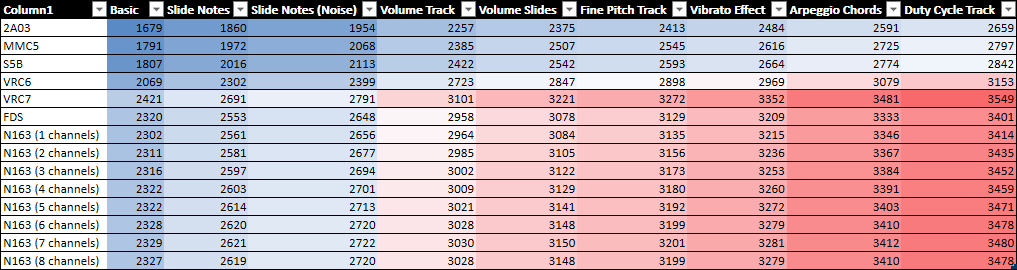 Column1 Basic Slide Notes Slide Notes (Noise) Volume Track Volume Slides Fine Pitch Track Vibrato Effect Arpeggio Chords Duty Cycle Track
2A03 1679 1860 1954 2257 2375 2413 2484 2591 2659
MMC5 1791 1972 2068 2385 2507 2545 2616 2725 2797
S5B 1807 2016 2113 2422 2542 2593 2664 2774 2842
VRC6 2069 2302 2399 2723 2847 2898 2969 3079 3153
VRC7 2421 2691 2791 3101 3221 3272 3352 3481 3549
FDS 2320 2553 2648 2958 3078 3129 3209 3333 3401
N163 (1 channels) 2302 2561 2656 2964 3084 3135 3215 3346 3414
N163 (2 channels) 2311 2581 2677 2985 3105 3156 3236 3367 3435
N163 (3 channels) 2316 2597 2694 3002 3122 3173 3253 3384 3452
N163 (4 channels) 2322 2603 2701 3009 3129 3180 3260 3391 3459
N163 (5 channels) 2322 2614 2713 3021 3141 3192 3272 3403 3471
N163 (6 channels) 2328 2620 2720 3028 3148 3199 3279 3410 3478
N163 (7 channels) 2329 2621 2722 3030 3150 3201 3281 3412 3480
N163 (8 channels) 2327 2619 2720 3028 3148 3199 3279 3410 3478